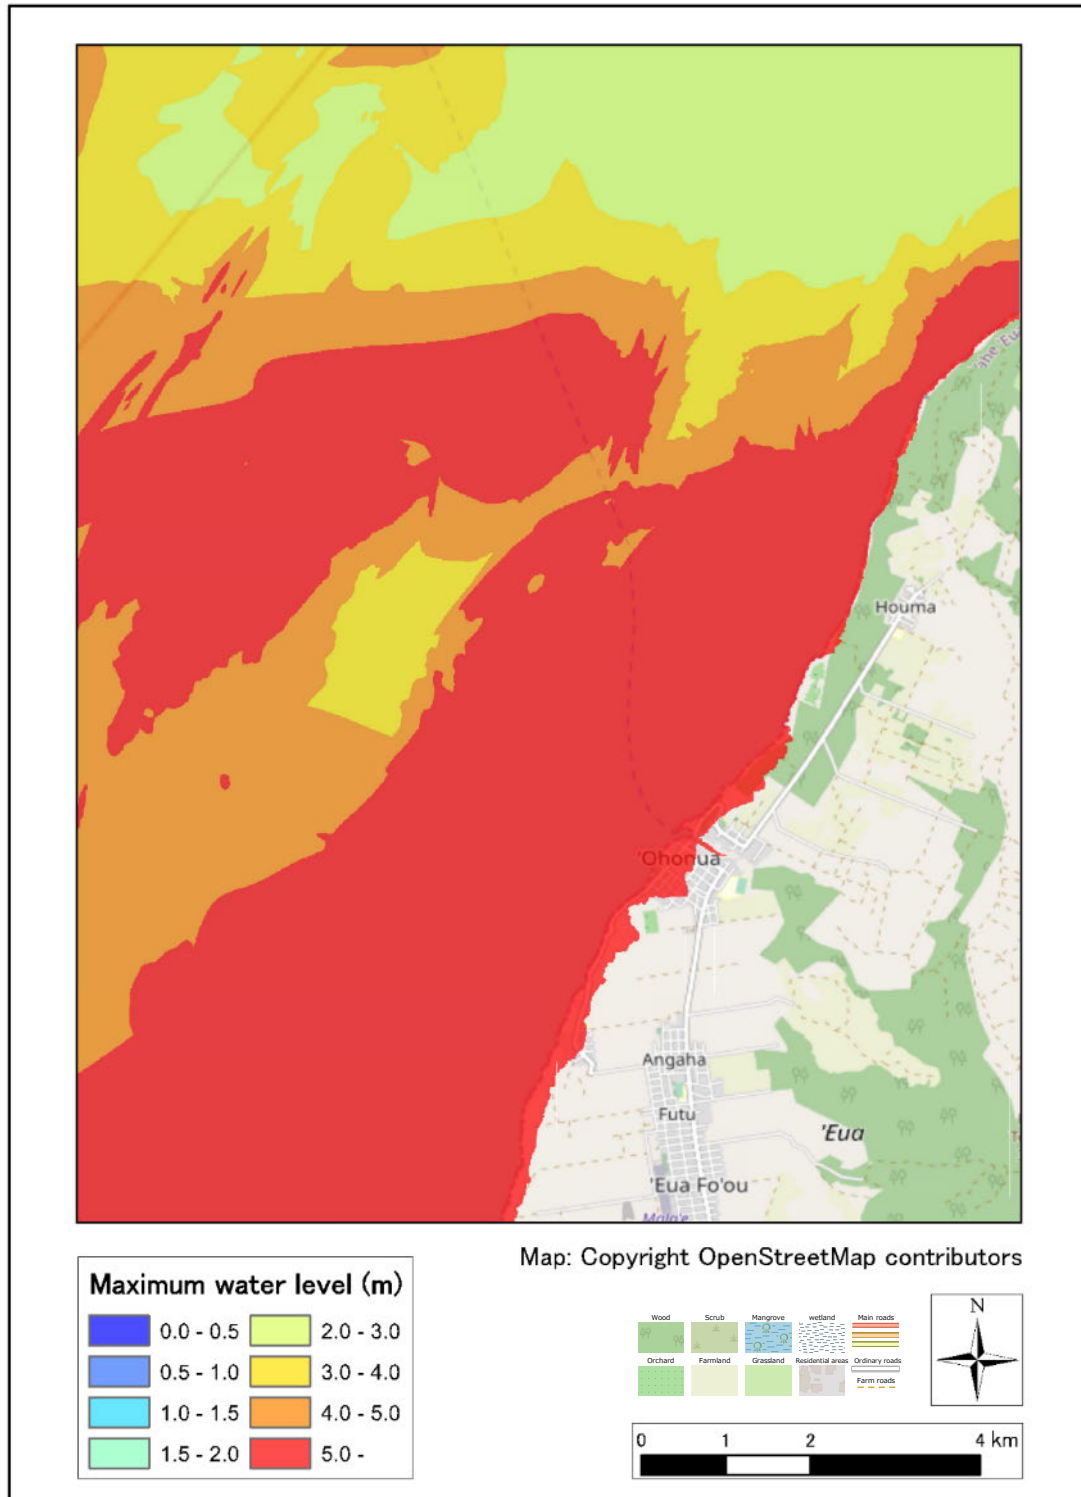 'ane 'Eu
Houma
'Ohonua
Angaha
Futu
'Eua
'Eua Fo'ou
Mala'e
Map: Copyright OpenStreetMap contributors
Maximum water level (m)
0.0 - 0.5
2.0 - 3.0
0.5 - 1.0
3.0 - 4.0
1.0 - 1.5
4.0 - 5.0
1.5 - 2.0
5.0 -
Wood Scrub Mangrove wetland Main roads
Orchard Farmland Grassland Residential areas Ordinary roads
Farm roads
N
0 1 2 4 km